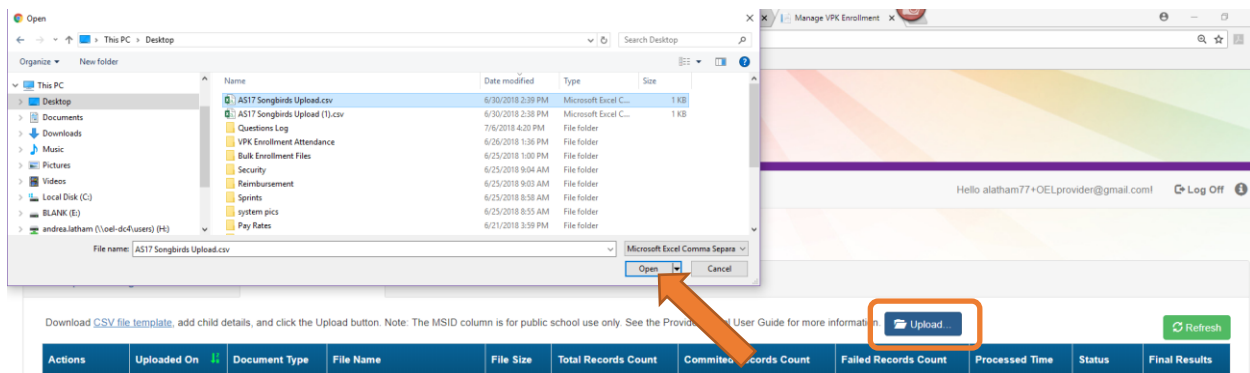 Open
Manage VPK Enrollment
This PC > Desktop
Search Desktop
Organize
New folder
Name
Date modified
Type
Size
This PC
Desktop
Documents
Downloads
Music
Pictures
Videos
Local Disk (C:)
BLANK (E:)
andrea.latham (\\oel-dc4\users) (H:)
AS17 Songbirds Upload.csv 6/30/2018 2:39 PM Microsoft Excel C... 1 KB
AS17 Songbirds Upload (1).csv 6/30/2018 2:38 PM Microsoft Excel C... 1 KB
Questions Log 7/6/2018 4:20 PM File folder
VPK Enrollment Attendance 6/26/2018 1:36 PM File folder
Bulk Enrollment Files 6/25/2018 1:00 PM File folder
Security 6/25/2018 9:04 AM File folder
Reimbursement 6/25/2018 9:03 AM File folder
Sprints 6/25/2018 8:58 AM File folder
system pics 6/25/2018 8:55 AM File folder
Pay Rates 6/21/2018 3:59 PM File folder
File name: AS17 Songbirds Upload.csv
Microsoft Excel Comma Separa
Open
Cancel
Hello alatham77+OELprovider@gmail.com!
Log Off
Download CSV file template, add child details, and click the Upload button. Note: The MSID column is for public school use only. See the User Guide for more information.
Upload...
Refresh
Actions
Uploaded On
Document Type
File Name
File Size
Total Records Count
Commited Records Count
Failed Records Count
Processed Time
Status
Final Results